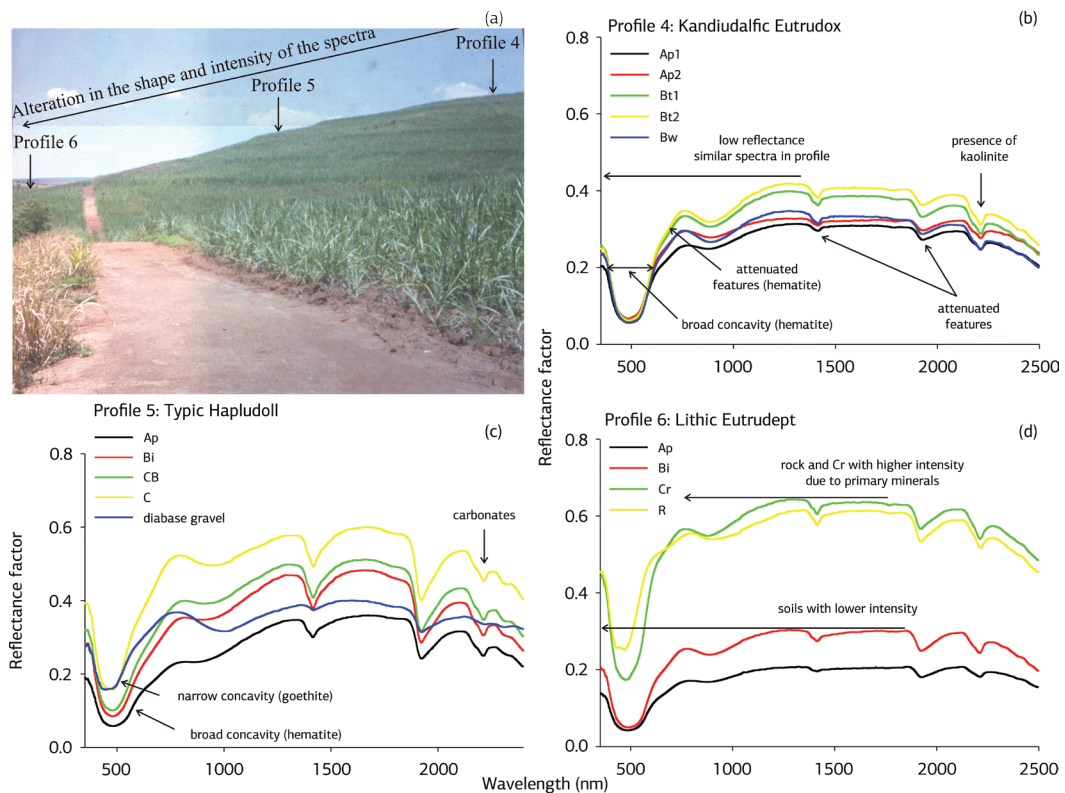 (a)
Alteration in the shape and intensity of the spectra
Profile 4
Profile 5
Profile 6
Profile 4: Kandiudalfic Eutrudox
(b)
0.8
0.6
0.4
0.2
0.0
Ap1
Ap2
Bt1
Bt2
Bw
low reflectance
similar spectra in profile
presence of
kaolinite
attenuated
features (hematite)
broad concavity (hematite)
attenuated
features
500
1000
1500
2000
2500
Reflectance factor
Profile 5: Typic Hapludoll
(c)
0.8
0.6
0.4
0.2
0.0
Ap
Bi
CB
C
diabase gravel
carbonates
narrow concavity (goethite)
broad concavity (hematite)
500
1000
1500
2000
Reflectance factor
Profile 6: Lithic Eutrudept
(d)
0.8
0.6
0.4
0.2
0.0
Ap
Bi
Cr
R
rock and Cr with higher intensity
due to primary minerals
soils with lower intensity
500
1000
1500
2000
2500
Wavelength (nm)